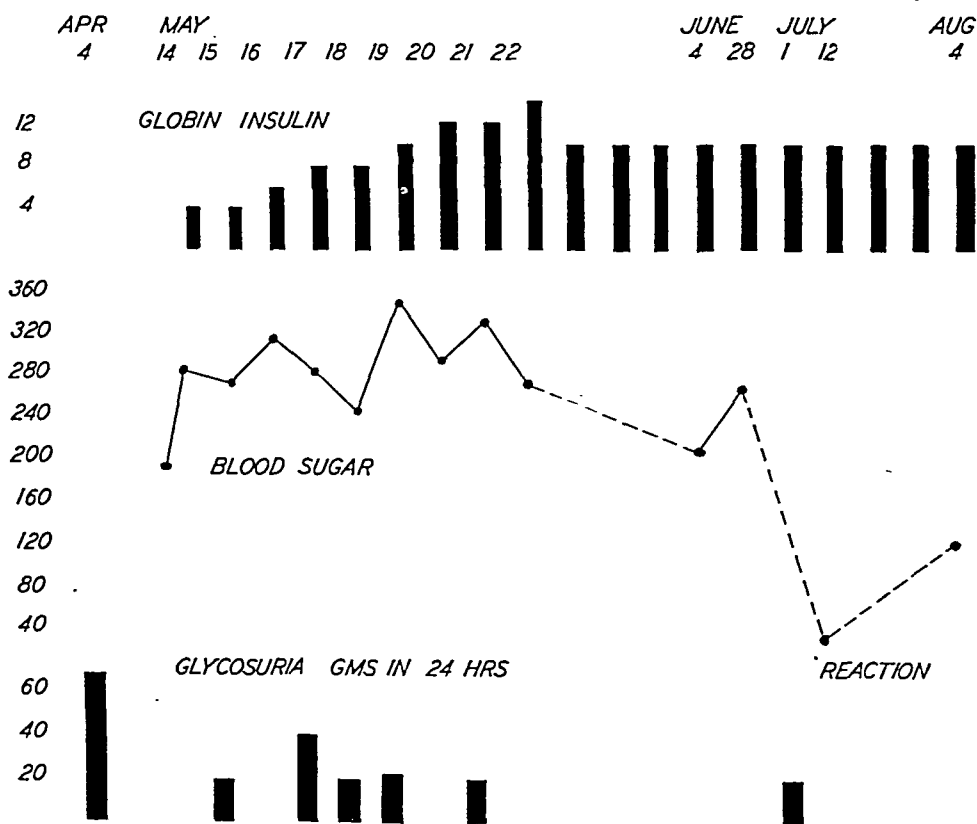 APR MAY JUNE JULY AUG
4 14 15 16 17 18 19 20 21 22 4 28 1 12 4
GLOBIN INSULIN
12
8
4
360
320
280
240
200
160
120
80
40
BLOOD SUGAR
GLYCOSURIA GMS IN 24 HRS
REACTION
60
40
20